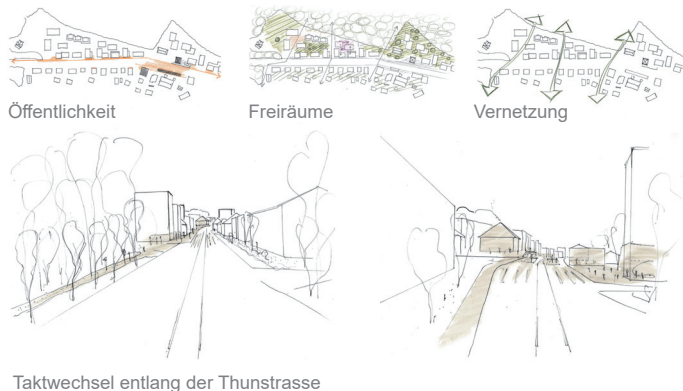 Öffentlichkeit
Freiräume
Vernetzung
Taktwechsel entlang der Thunstrasse